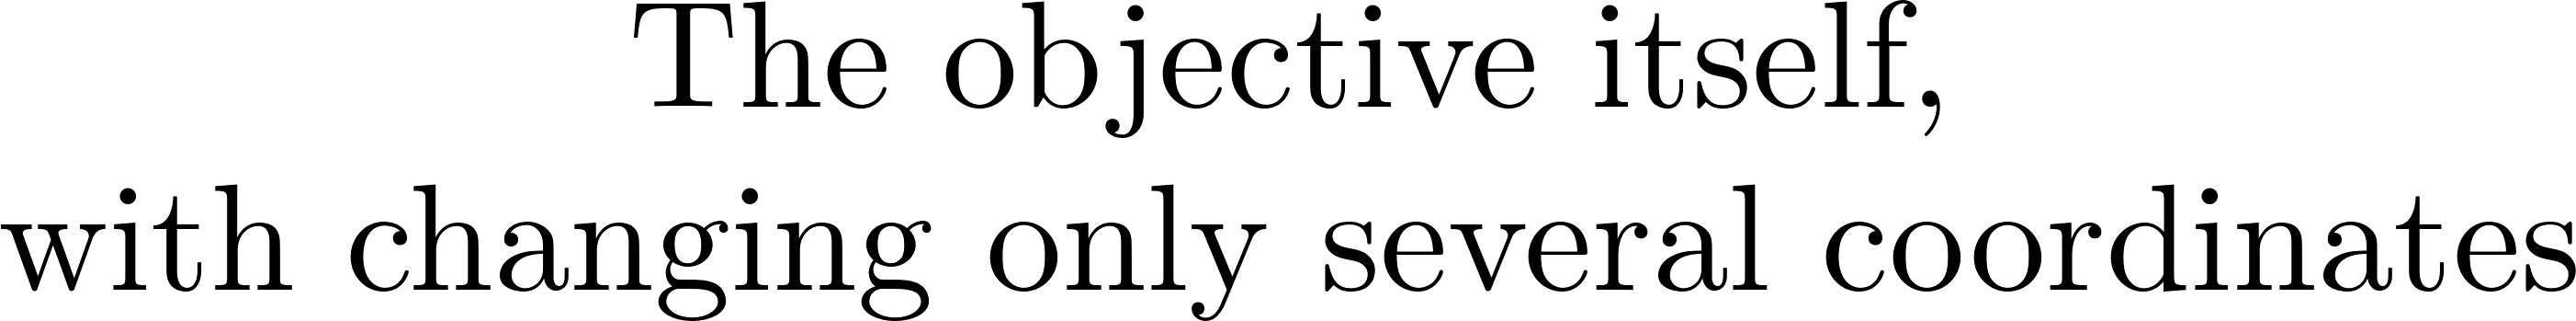 The objective itself,
with changing only several coordinates